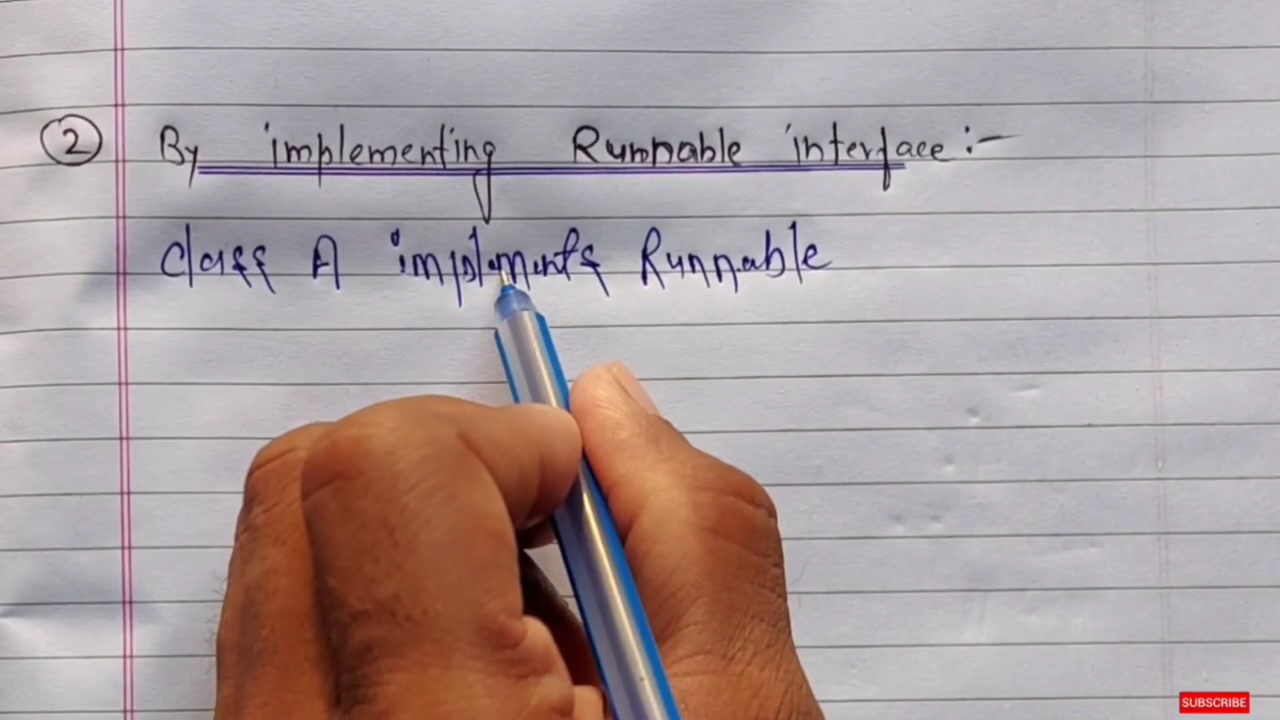 2 By implementing Runnable interface :-
class A implements Runnable
SUBSCRIBE